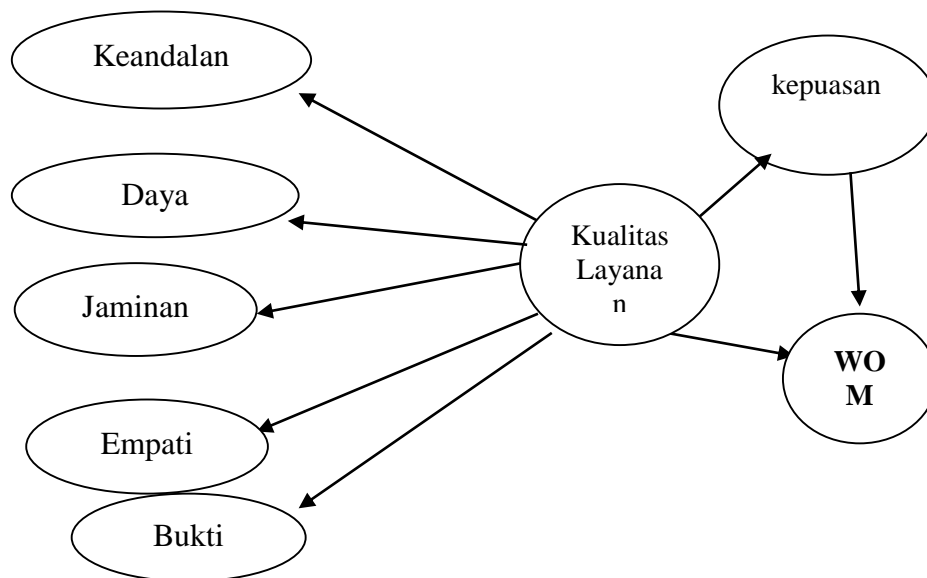 Keandalan
kepuasan
Daya
Kualitas
Layana
n
Jaminan
WO
M
Empati
Bukti